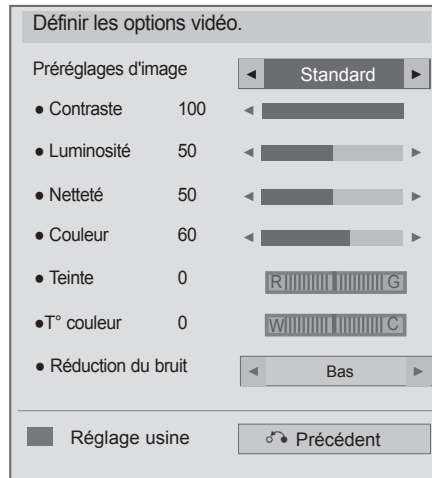 Définir les options vidéo.
Préréglages d'image ◄ Standard ►
● Contraste 100 ◄
● Luminosité 50 ◄ ►
● Netteté 50 ◄ ►
● Couleur 60 ◄ ►
● Teinte 0 R G
●T° couleur 0 W C
● Réduction du bruit ◄ Bas ►
Réglage usine Précédent